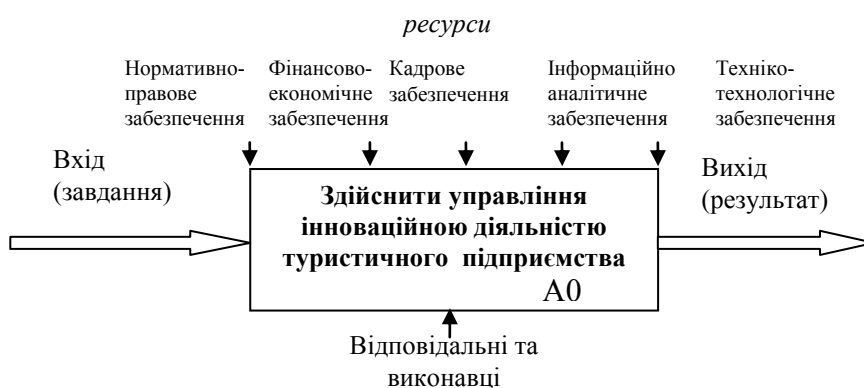 ресурси
Нормативно-
правове
забезпечення
Фінансово-
економічне
забезпечення
Кадрове
забезпечення
Інформаційно
аналітичне
забезпечення
Техніко-
технологічне
забезпечення
Вхід
(завдання)
Здійснити управління
інноваційною діяльністю
туристичного підприємства
А0
Вихід
(результат)
Відповідальні та
виконавці